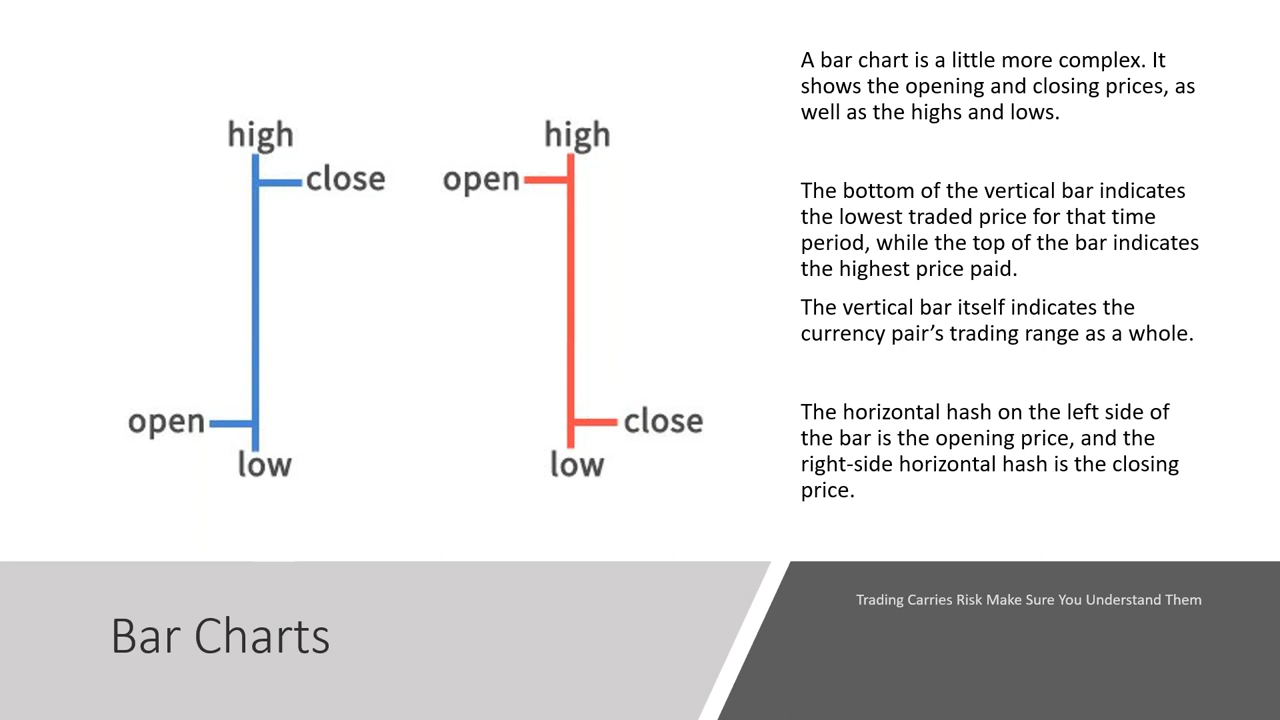 high
close
open
low
high
open
close
low
A bar chart is a little more complex. It
shows the opening and closing prices, as
well as the highs and lows.
The bottom of the vertical bar indicates
the lowest traded price for that time
period, while the top of the bar indicates
the highest price paid.
The vertical bar itself indicates the
currency pair’s trading range as a whole.
The horizontal hash on the left side of
the bar is the opening price, and the
right-side horizontal hash is the closing
price.
Bar Charts
Trading Carries Risk Make Sure You Understand Them